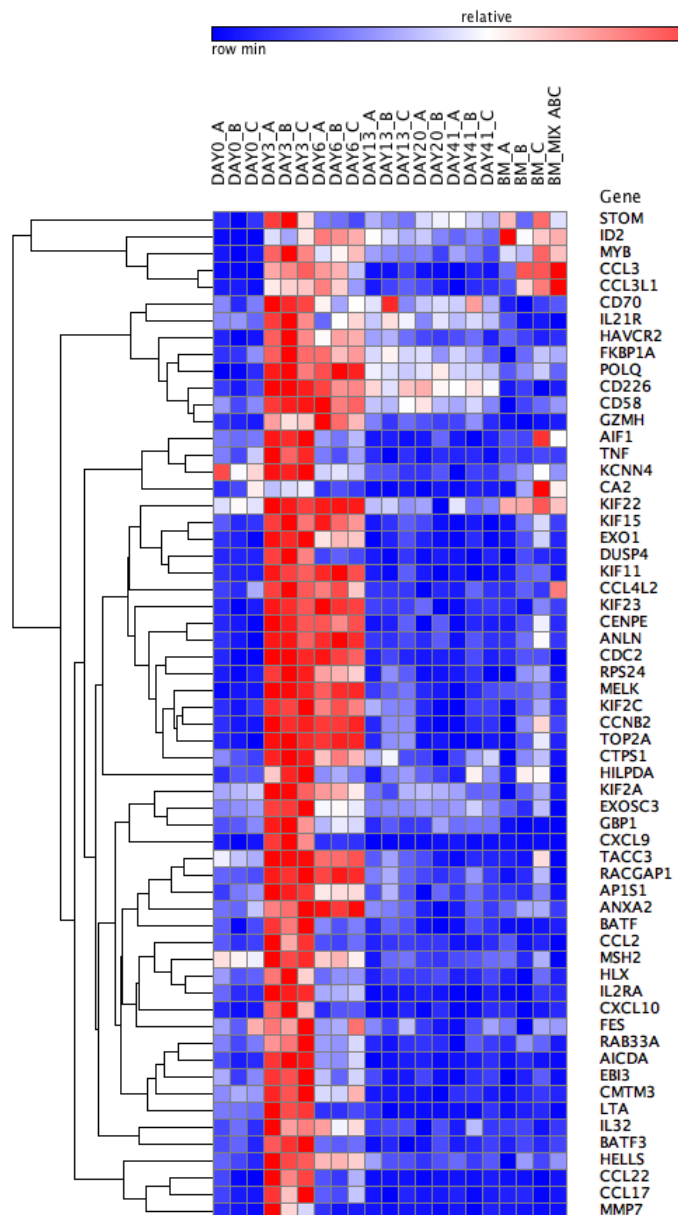 relative
row min
DAY0_A
DAY0_B
DAY0_C
DAY3_A
DAY3_B
DAY3_C
DAY6_A
DAY6_B
DAY6_C
DAY13_A
DAY13_B
DAY13_C
DAY20_A
DAY20_B
DAY41_A
DAY41_B
DAY41_C
BM_A
BM_B
BM_C
BM_MIX ABC
Gene
STOM
ID2
MYB
CCL3
CCL3L1
CD70
IL21R
HAVCR2
FKBP1A
POLQ
CD226
CD58
GZMH
AIF1
TNF
KCNN4
CA2
KIF22
KIF15
EXO1
DUSP4
KIF11
CCL4L2
KIF23
CENPE
ANLN
CDC2
RPS24
MELK
KIF2C
CCNB2
TOP2A
CTPS1
HILPDA
KIF2A
EXOSC3
GBP1
CXCL9
TACC3
RACGAP1
AP1S1
ANXA2
BATF
CCL2
MSH2
HLX
IL2RA
CXCL10
FES
RAB33A
AICDA
EBI3
CMTM3
LTA
IL32
BATF3
HELLS
CCL22
CCL17
MMP7